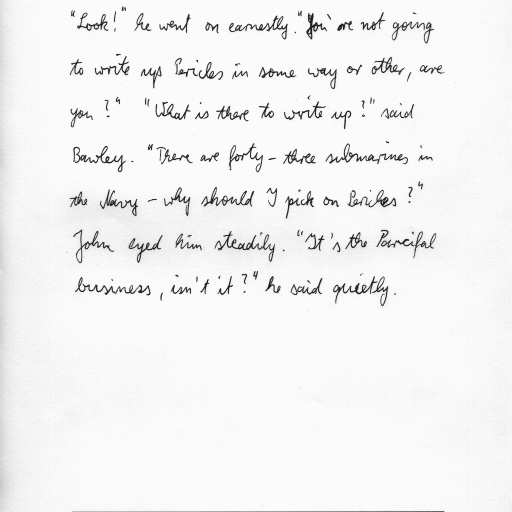 "Look!" he went on earnestly. "You're not going
to write up Pericles in some way or other, are
you?" "What is there to write up?" said
Bawley. "There are forty-three submarines in
the Navy - why should I pick on Pericles?"
John eyed him steadily. "It's the Parcifal
business, isn't it?" he said quietly.